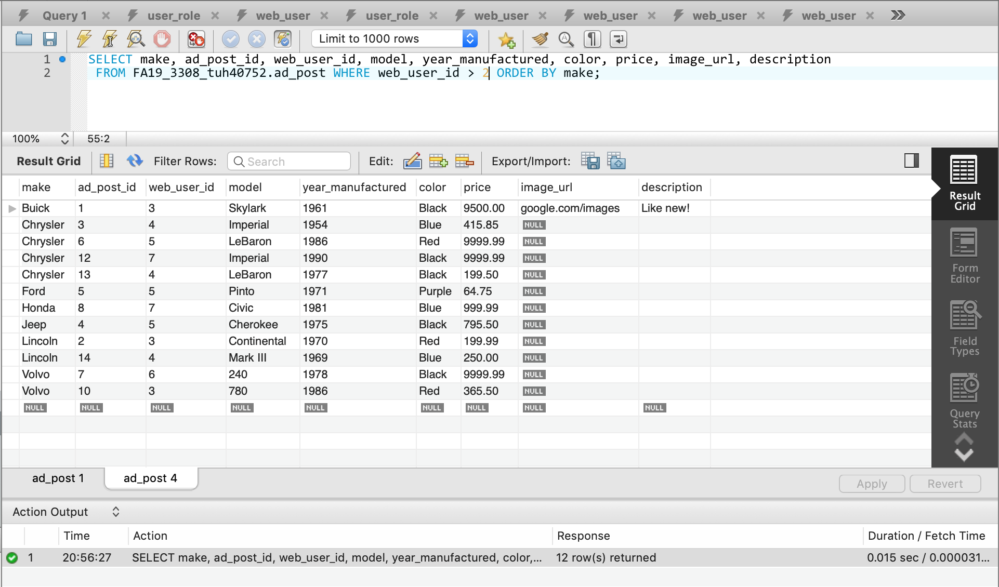 Query 1 user_role web_user user_role web_user web_user web_user web_user
Limit to 1000 rows
1 SELECT make, ad_post_id, web_user_id, model, year_manufactured, color, price, image_url, description
2 FROM FA19_3308_tuh40752.ad_post WHERE web_user_id > 2 ORDER BY make;
100% 55:2
Result Grid Filter Rows: Search Edit: Export/Import:
make ad_post_id web_user_id model year_manufactured color price image_url description
Buick 1 3 Skylark 1961 Black 9500.00 google.com/images Like new!
Chrysler 3 4 Imperial 1954 Blue 415.85 NULL
Chrysler 6 5 LeBaron 1986 Red 9999.99 NULL
Chrysler 12 7 Imperial 1990 Black 9999.99 NULL
Chrysler 13 4 LeBaron 1977 Black 199.50 NULL
Ford 5 5 Pinto 1971 Purple 64.75 NULL
Honda 8 7 Civic 1981 Blue 999.99 NULL
Jeep 4 5 Cherokee 1975 Black 795.50 NULL
Lincoln 2 3 Continental 1970 Red 199.99 NULL
Lincoln 14 4 Mark III 1969 Blue 250.00 NULL
Volvo 7 6 240 1978 Black 9999.99 NULL
Volvo 10 3 780 1986 Red 365.50 NULL
NULL NULL NULL NULL NULL NULL NULL NULL NULL
Result
Grid
Form
Editor
Field
Types
Query
Stats
ad_post 1 ad_post 4 Apply Revert
Action Output
Time Action Response Duration / Fetch Time
1 20:56:27 SELECT make, ad_post_id, web_user_id, model, year_manufactured, color,... 12 row(s) returned 0.015 sec / 0.000031...